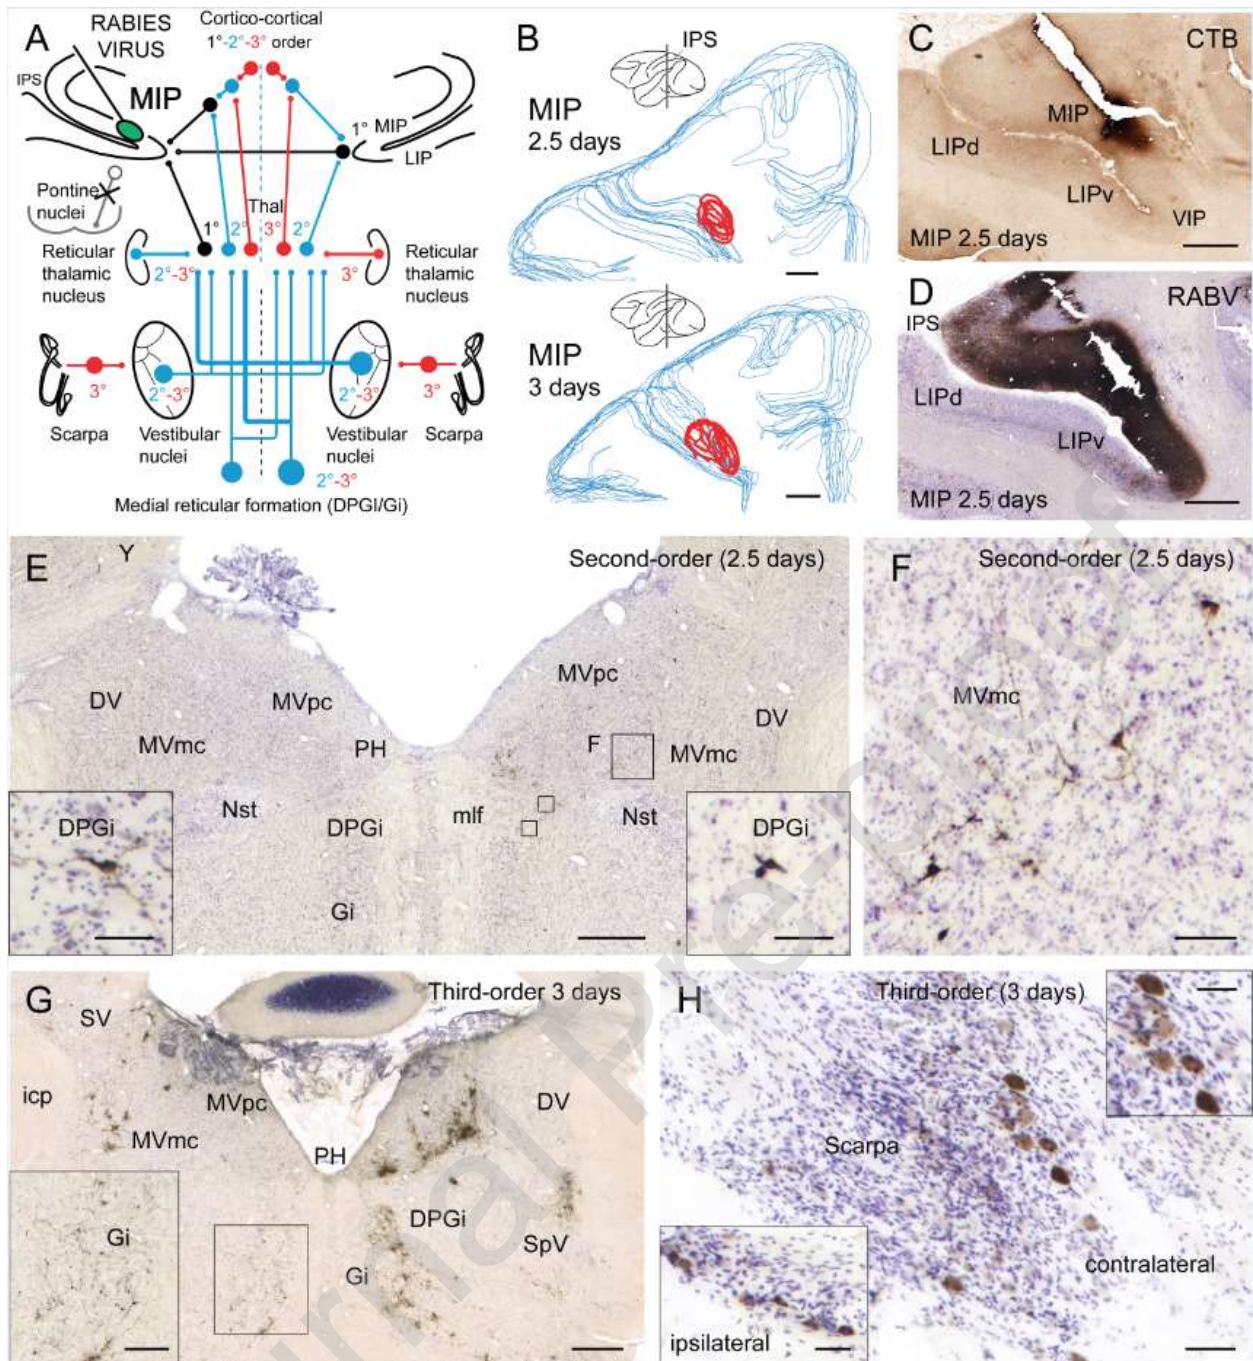 A
RABIES
VIRUS
Cortico-cortical
1°-2°-3° order
IPS
MIP
1°
MIP
LIP
Pontine
nuclei
Thal
1° 2° 3° 2°
Reticular
thalamic
nucleus
2°-3°
3°
Reticular
thalamic
nucleus
3°
2°-3°
2°-3°
3°
Scarpa
Vestibular
nuclei
Vestibular
nuclei
Scarpa
2°-3°
Medial reticular formation (DPGI/Gi)
B
IPS
MIP
2.5 days
MIP
3 days
C
CTB
MIP
LIPd
LIPv
VIP
MIP 2.5 days
D
RABV
IPS
LIPd
LIPv
MIP 2.5 days
E
Y
Second-order (2.5 days)
MVpc
MVpc
DV
DV
MVmc
PH
F
MVmc
Nst
DPGi
mlf
Nst
DPGi
DPGi
Gi
F
Second-order (2.5 days)
MVmc
G
Third-order 3 days
SV
icp
MVpc
DV
MVmc
PH
DPGi
SpV
Gi
Gi
H
Third-order (3 days)
Scarpa
contralateral
ipsilateral
Journal Pre-proof